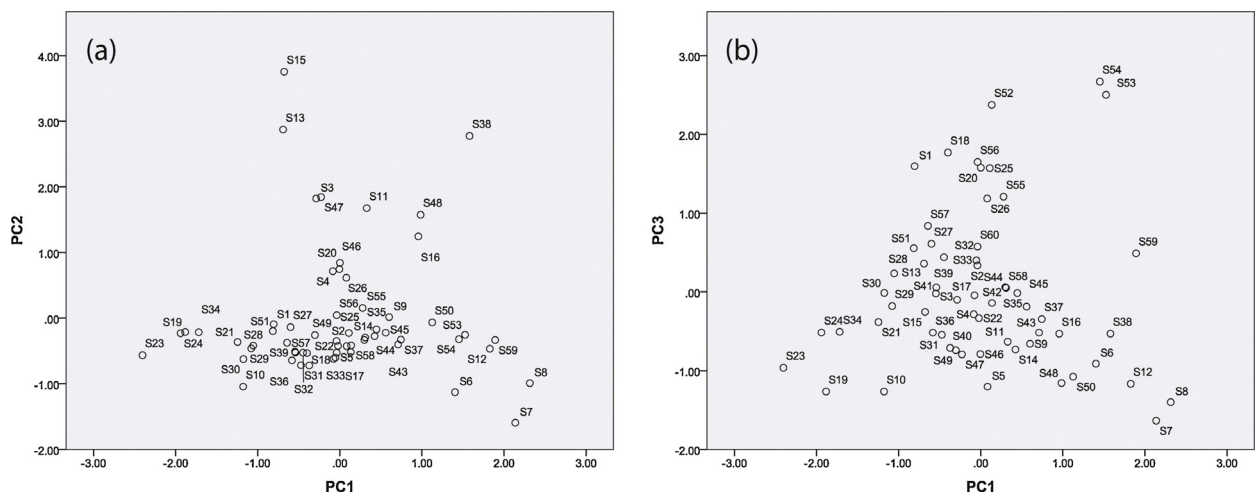 (a)
4.00
3.00
2.00
1.00
.00
-1.00
-2.00
PC2
S15
S13
S38
S3
S47
S11
S48
S16
S46
S20
S4
S26
S55
S56
S9
S50
S34
S19
S24
S23
S21
S51
S1
S27
S49
S25
S2
S14
S35
S45
S53
S28
S57
S39
S22
S44
S37
S54
S12
S59
S29
S18
S5
S58
S30
S10
S36
S31
S33
S17
S43
S32
S6
S8
S7
-3.00 -2.00 -1.00 .00 1.00 2.00 3.00
PC1
(b)
3.00
2.00
1.00
.00
-1.00
-2.00
PC3
S54
S53
S52
S18
S1
S56
S20
S25
S55
S26
S57
S27
S51
S60
S32
S59
S28
S33
S13
S39
S2
S44
S58
S45
S30
S41
S17
S42
S29
S3
S35
S37
S24
S34
S21
S15
S36
S4
S22
S11
S43
S16
S38
S31
S40
S9
S23
S49
S47
S46
S14
S6
S19
S10
S5
S48
S50
S12
S8
S7
-3.00 -2.00 -1.00 .00 1.00 2.00 3.00
PC1